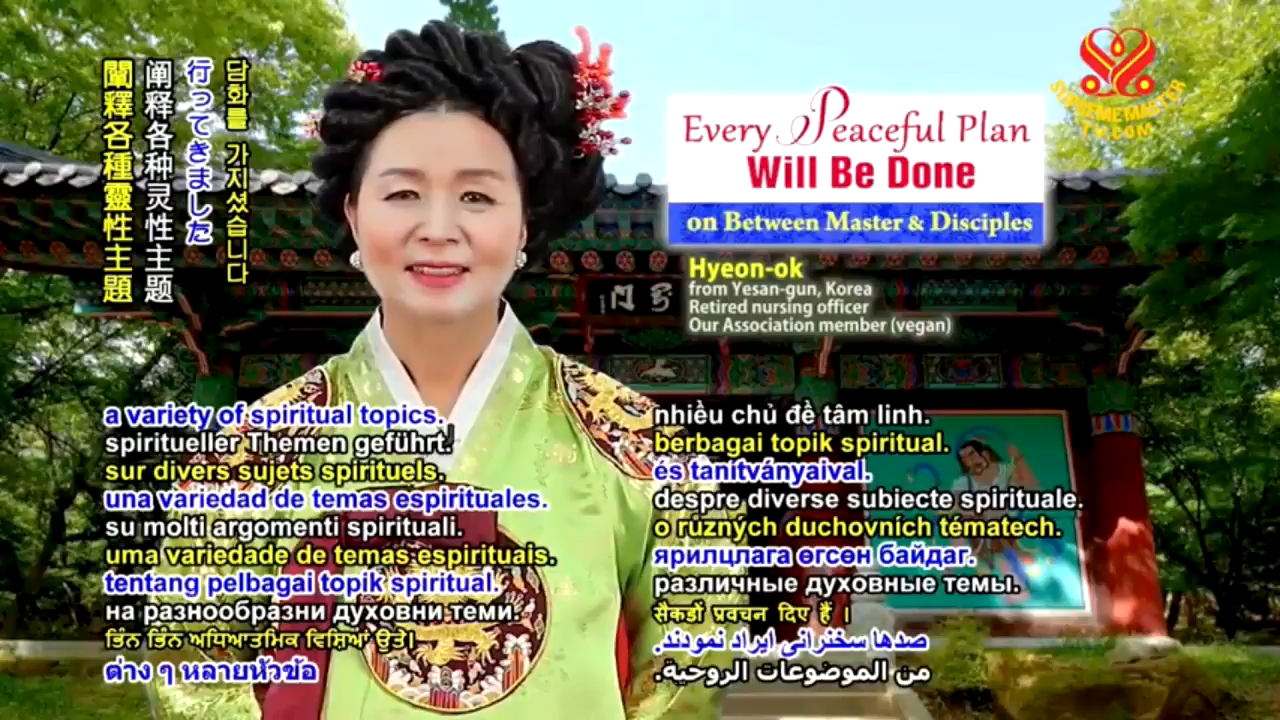 담화를 가지셨습니다
行ってきました
阐释各种灵性主题
闡釋各種靈性主題
SUPREME MASTER
TV.COM
Every Peaceful Plan
Will Be Done
on Between Master & Disciples
Hyeon-ok
from Yesan-gun, Korea
Retired nursing officer
Our Association member (vegan)
a variety of spiritual topics.
spiritueller Themen geführt.
sur divers sujets spirituels.
una variedad de temas espirituales.
su molti argomenti spirituali.
uma variedade de temas espirituais.
tentang pelbagai topik spiritual.
на разнообразни духовни теми.
ਭਿੰਨ ਭਿੰਨ ਅਧਿਆਤਮਿਕ ਵਿਸ਼ਿਆਂ ਉਤੇ।
ต่าง ๆ หลายหัวข้อ
nhiều chủ đề tâm linh.
berbagai topik spiritual.
és tanítványaival.
despre diverse subiecte spirituale.
o různých duchovních tématech.
ярилцлага өгсөн байдаг.
различные духовные темы.
सैकडों प्रवचन दिए हैं ।
صدها سخنرانی ایراد نمودند.
من الموضوعات الروحية.